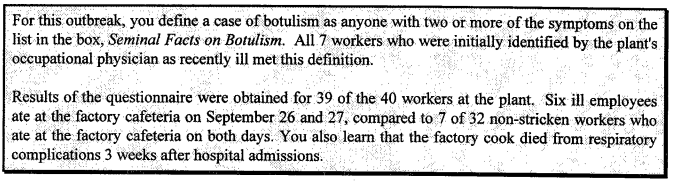 For this outbreak, you define a case of botulism as anyone with two or more of the symptoms on the
list in the box, Seminal Facts on Botulism. All 7 workers who were initially identified by the plant's
occupational physician as recently ill met this definition.
Results of the questionnaire were obtained for 39 of the 40 workers at the plant. Six ill employees
ate at the factory cafeteria on September 26 and 27, compared to 7 of 32 non-stricken workers who
ate at the factory cafeteria on both days. You also learn that the factory cook died from respiratory
complications 3 weeks after hospital admissions.